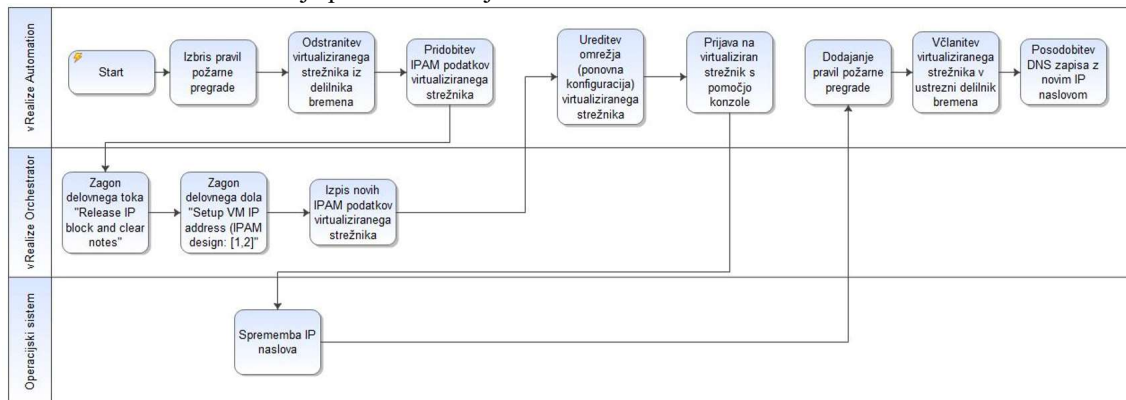 vRealize Automation
Start
Izbris pravil
požarne
pregrade
Odstranitev
virtualiziranega
strežnika iz
delilnika
bremena
Pridobitev
IPAM podatkov
virtualiziranega
strežnika
Ureditev
omrežja
(ponovna
konfiguracija)
virtualiziranega
strežnika
Prijava na
virtualiziran
strežnik s
pomočjo
konzole
Dodajanje
pravil požarne
pregrade
Včlanitev
virtualiziranega
strežnika v
ustrezni delilnik
bremena
Posodobitev
DNS zapisa z
novim IP
naslovom
vRealize Orchestrator
Zagon
delovnega toka
"Release IP
block and clear
notes"
Zagon
delovnega dola
"Setup VM IP
address (IPAM
design: [1,2]"
Izpis novih
IPAM podatkov
virtualiziranega
strežnika
Operacijski sistem
Sprememba IP
naslova